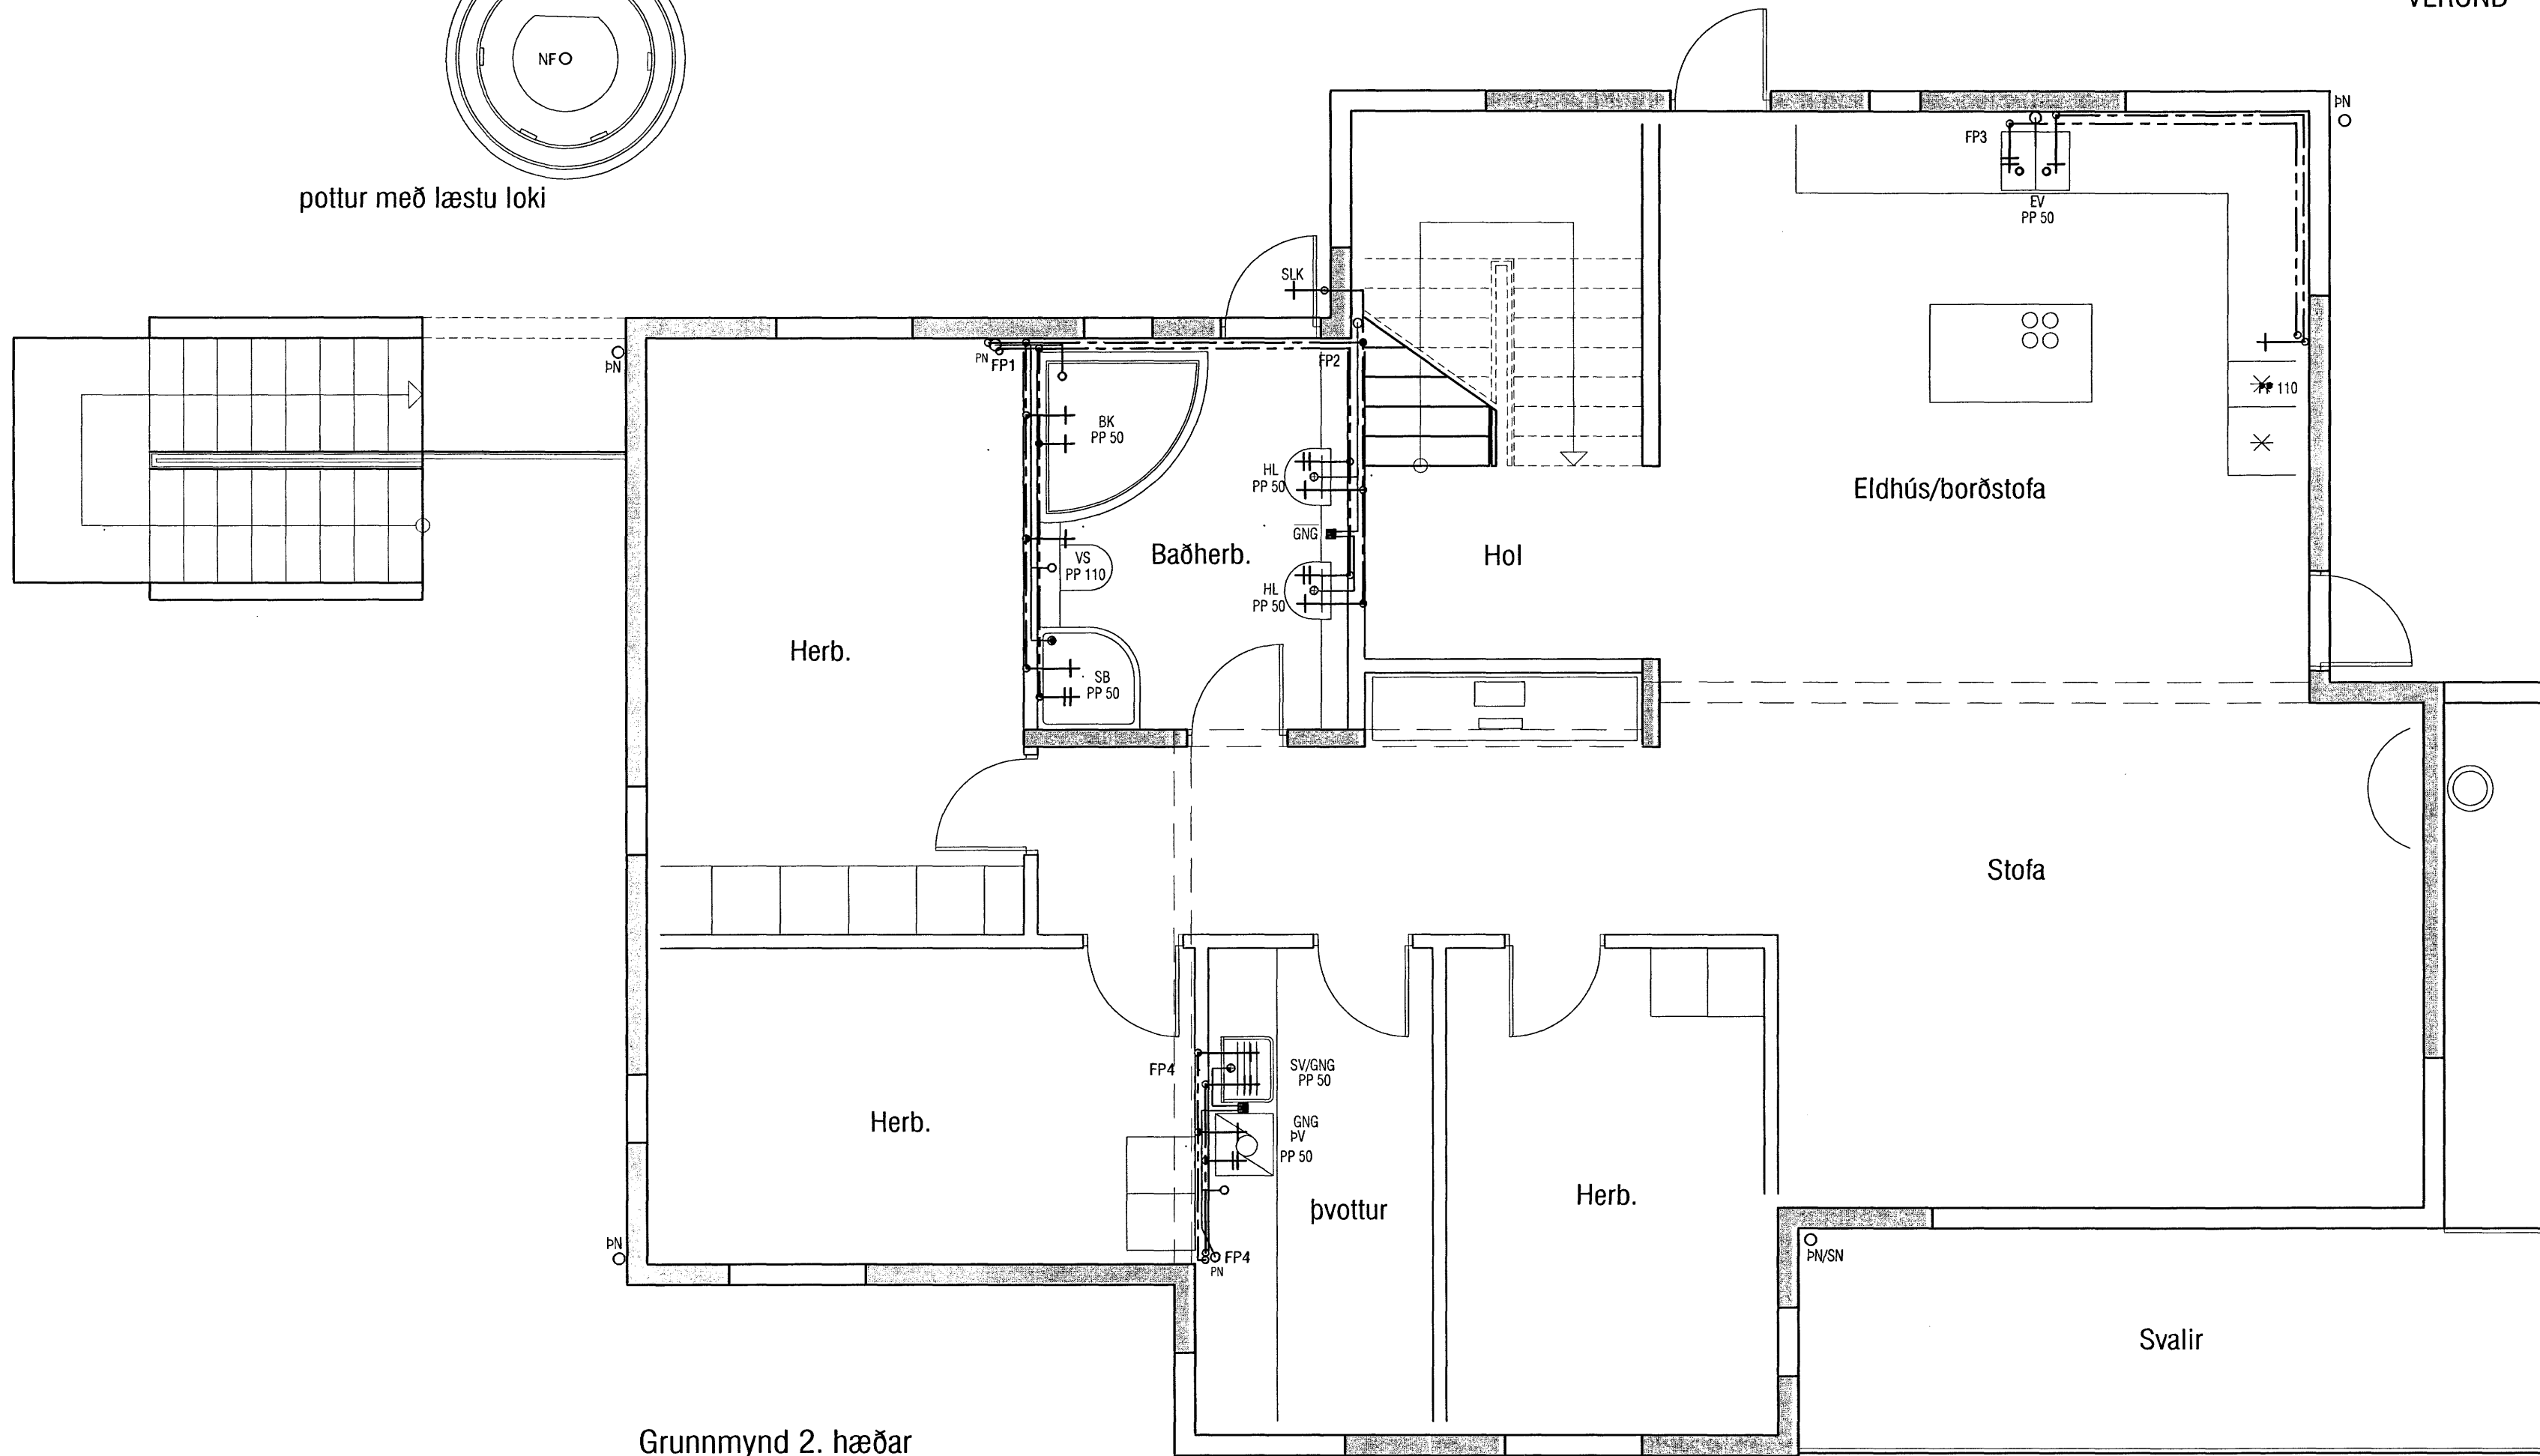 VERÖND
NF
pottur með læstu loki
ÞN
FP3
EV
PP 50
SLK
ÞN
PN
FP1
FP2
BK
PP 50
PP 110
HL
PP 50
Eldhús/borðstofa
GNG
VS
PP 110
Baðherb.
Hol
HL
PP 50
Herb.
SB
PP 50
Stofa
FP4
SV/GNG
PP 50
Herb.
GNG
ÞV
PP 50
Þvottur
Herb.
ÞN
FP4
PN
ÞN/SN
Svalir
Grunnmynd 2. hæðar